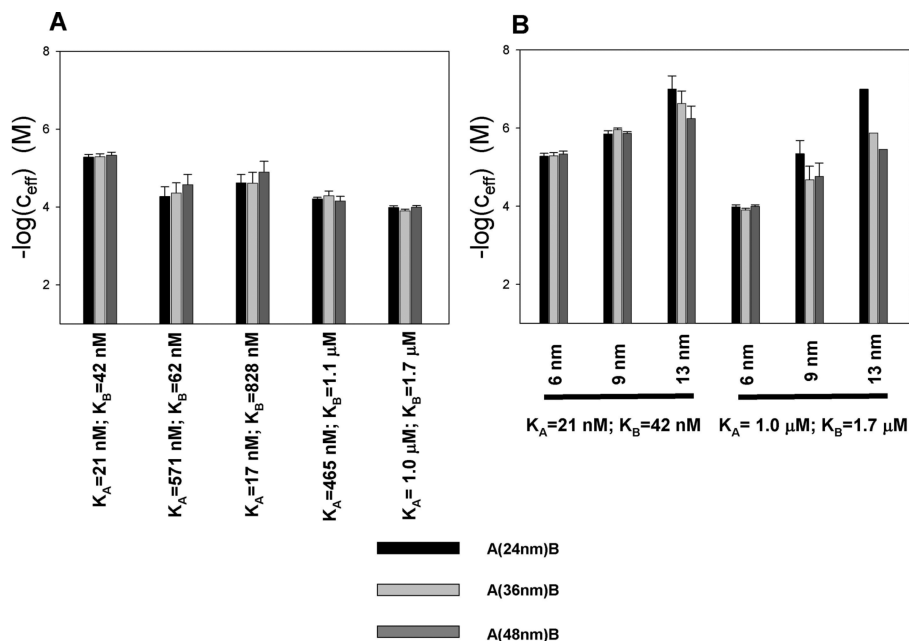 A
8
6
4
2
-log(c_eff) (M)
K_A=21 nM; K_B=42 nM
K_A=571 nM; K_B=62 nM
K_A=17 nM; K_B=828 nM
K_A=465 nM; K_B=1.1 μM
K_A= 1.0 μM; K_B=1.7 μM
B
8
6
4
2
-log(c_eff) (M)
6 nm
9 nm
13 nm
6 nm
9 nm
13 nm
K_A=21 nM; K_B=42 nM
K_A= 1.0 μM; K_B=1.7 μM
A(24nm)B
A(36nm)B
A(48nm)B